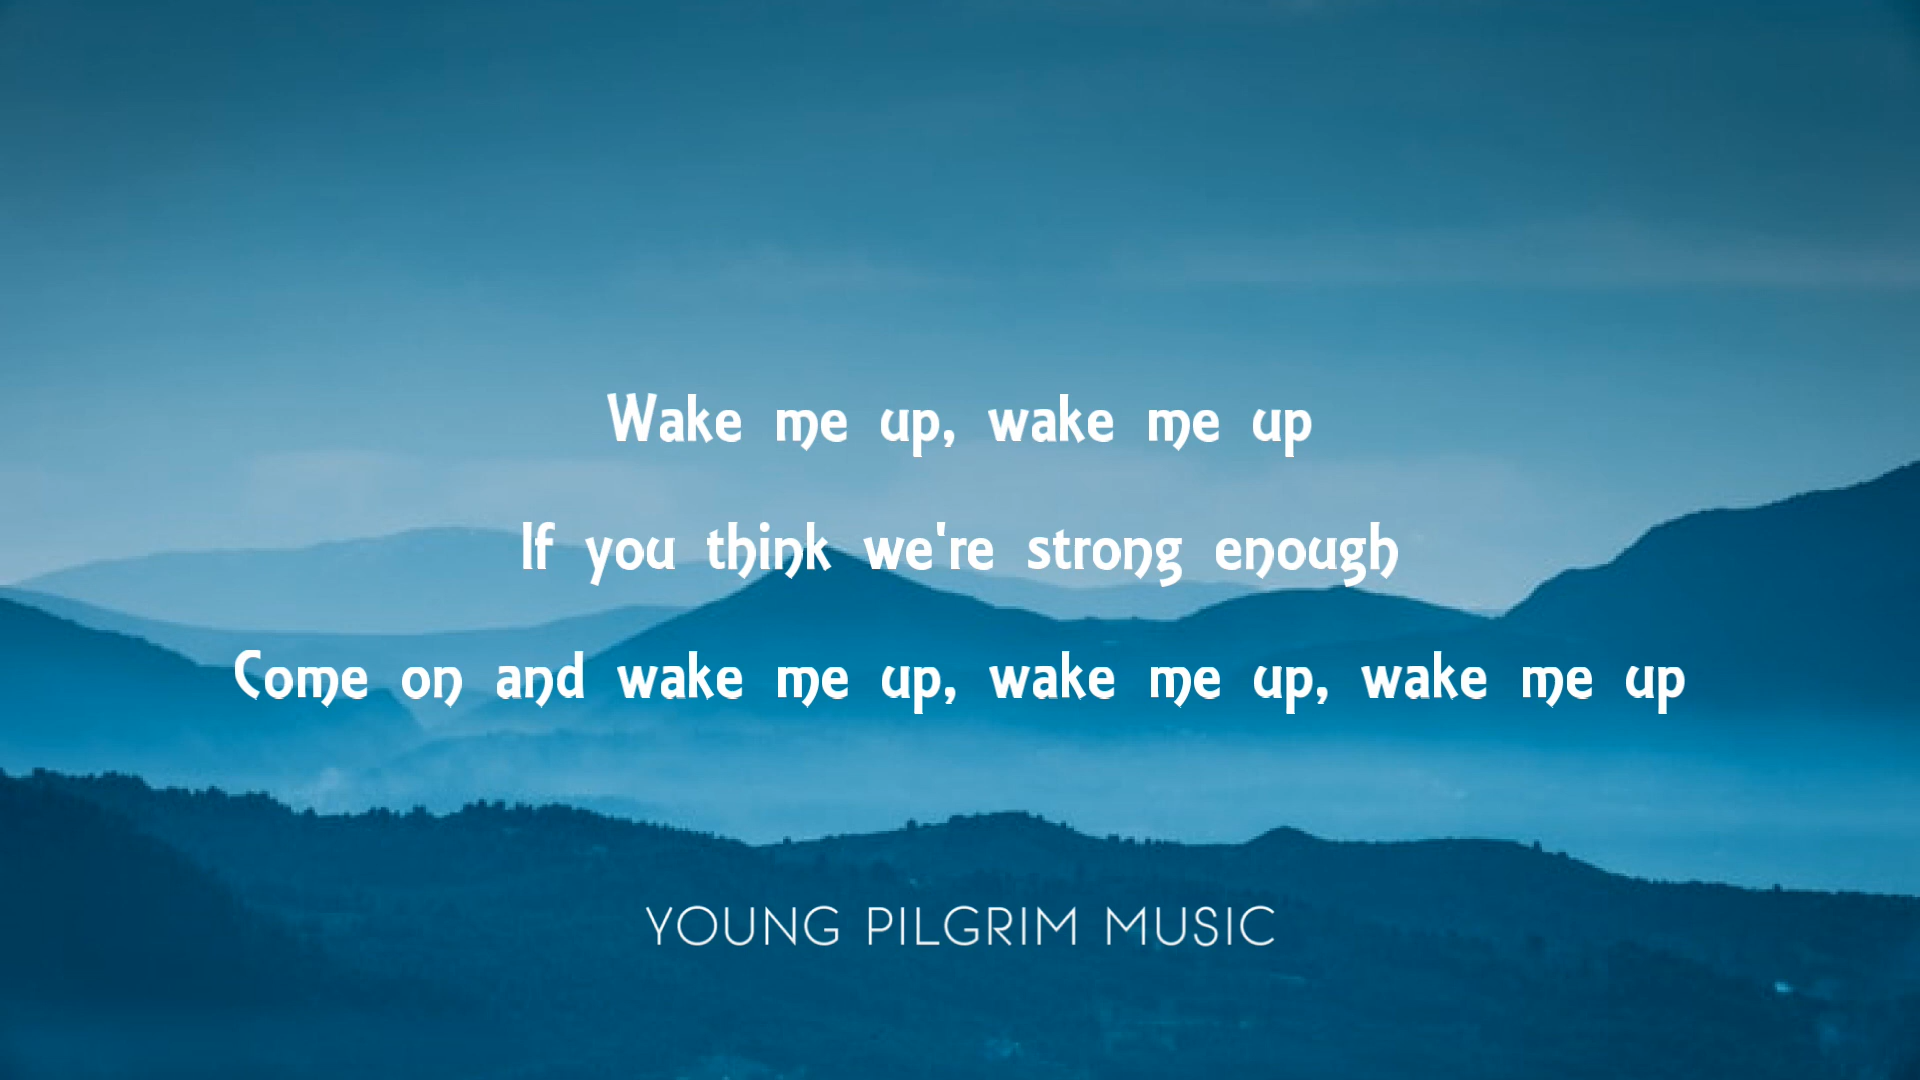 Wake me up, wake me up
If you think we're strong enough
Come on and wake me up, wake me up, wake me up
YOUNG PILGRIM MUSIC